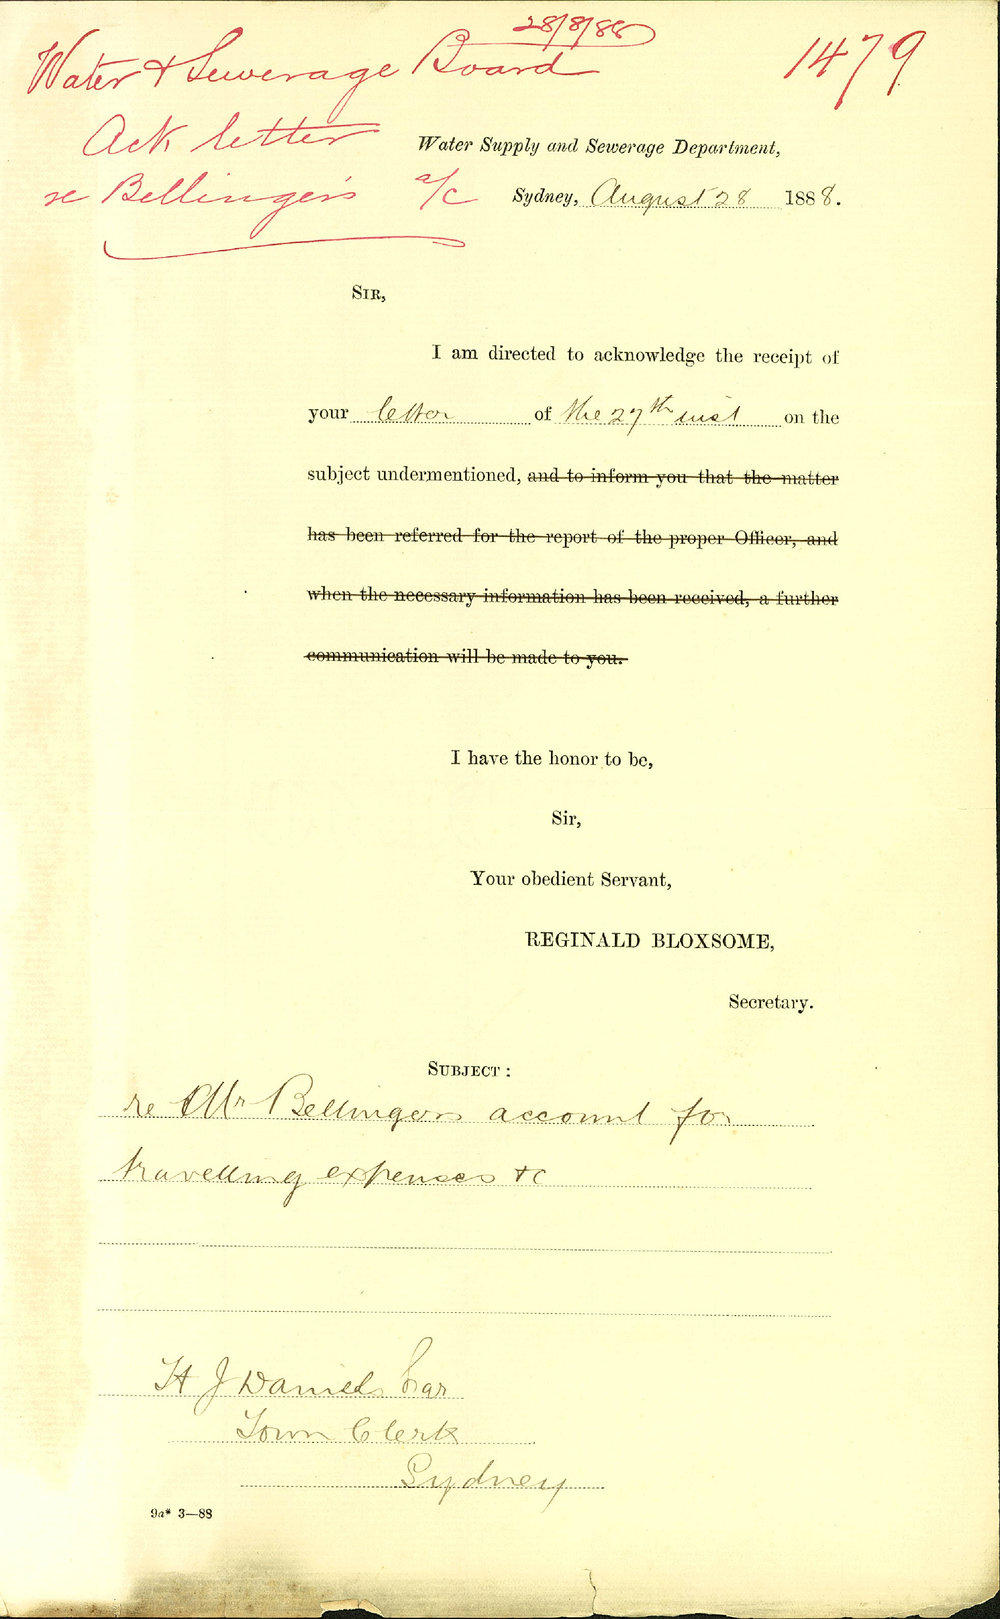 28/8/88
Water & Sewerage Board
1479
Ack letter
re Bellinger's a/c
Water Supply and Sewerage Department,
Sydney, August 28 1888.
SIR,
I am directed to acknowledge the receipt of
your letter of the 27th inst on the
subject undermentioned, and to inform you that the matter
has been referred for the report of the proper Officer, and
when the necessary information has been received, a further
communication will be made to you.
I have the honor to be,
Sir,
Your obedient Servant,
REGINALD BLOXSOME,
Secretary.
SUBJECT :
re Mr Bellingers account for
travelling expenses &c
H J Daniels Esqr
Town Clerk
Sydney
9a* 3—88